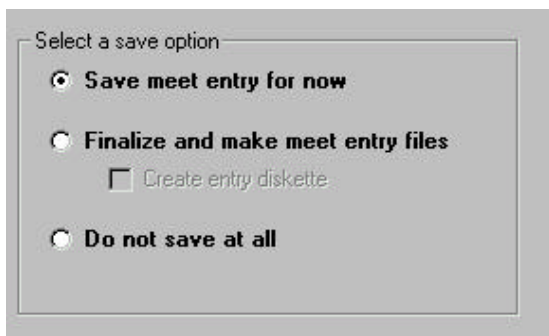 Select a save option
Save meet entry for now
Finalize and make meet entry files
Create entry diskette
Do not save at all